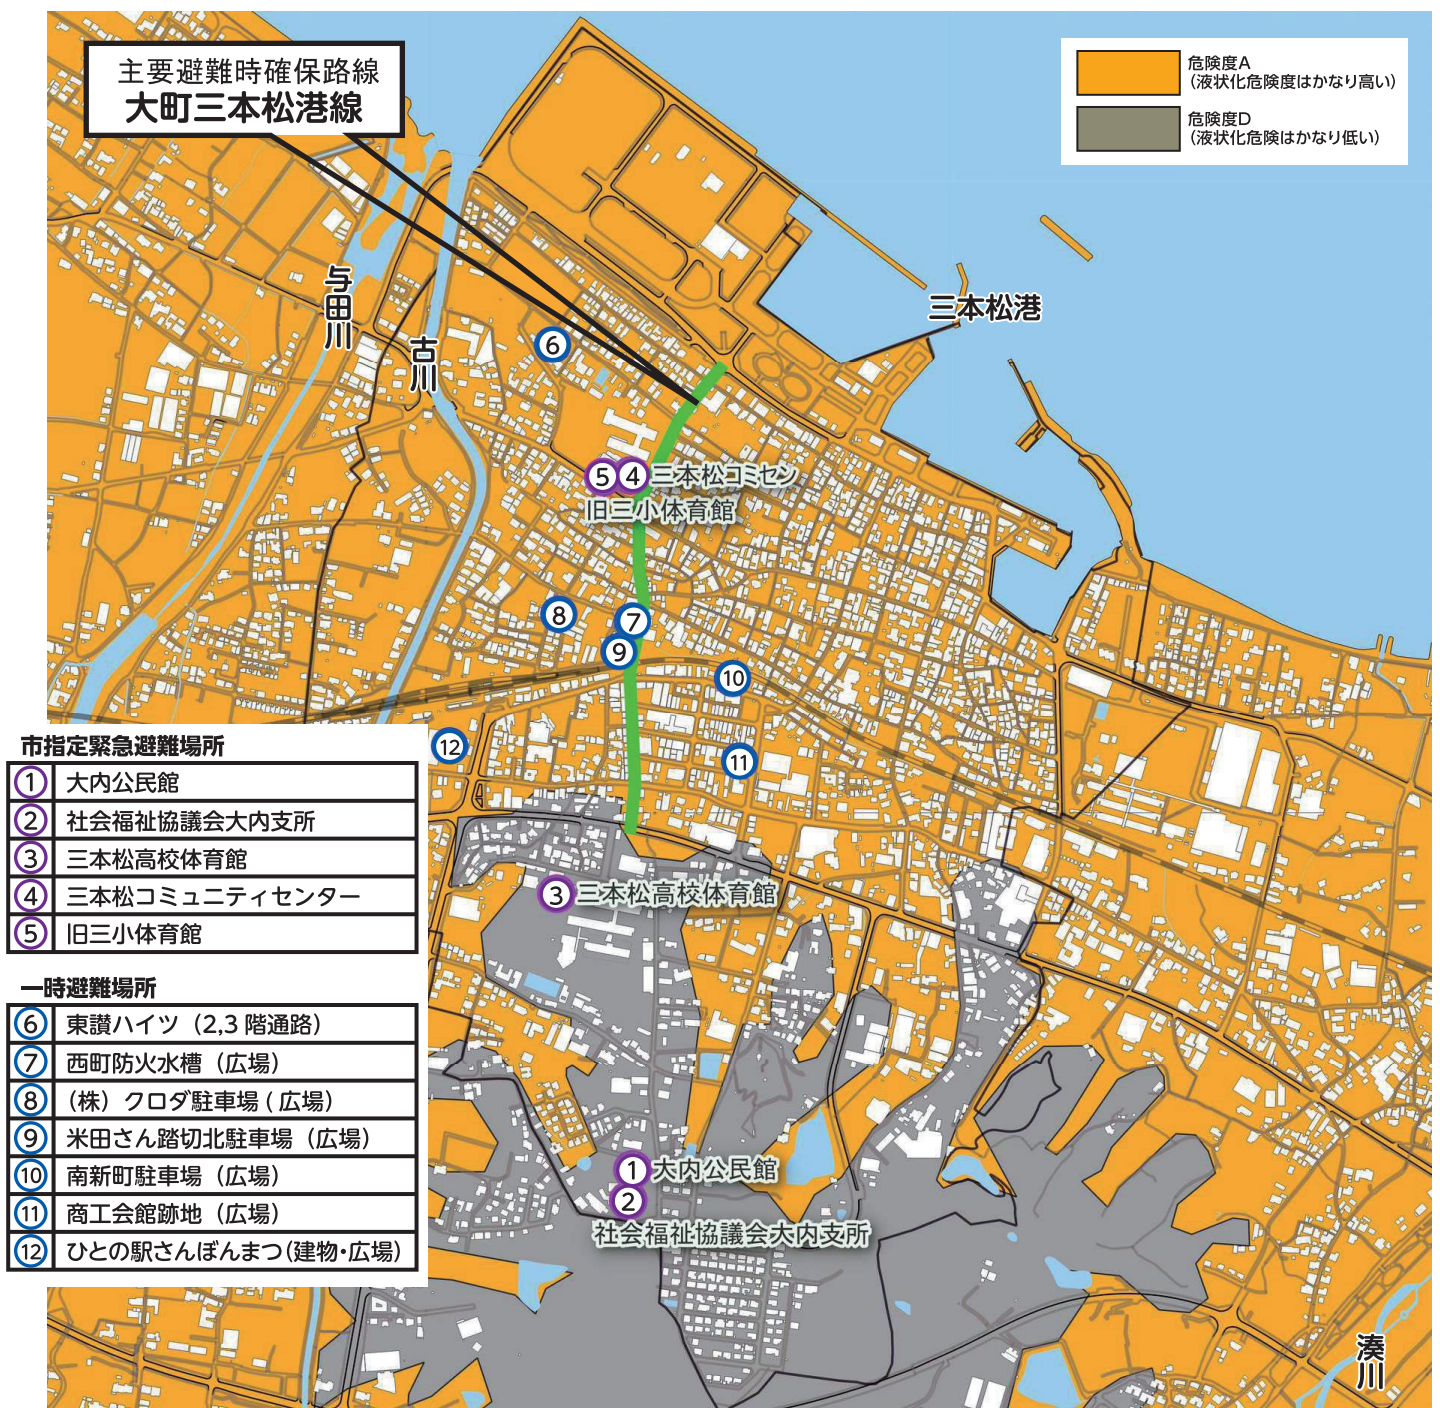 主要避難時確保路線
大町三本松港線
危険度A
（液状化危険度はかなり高い）
危険度D
（液状化危険はかなり低い）
与田川
古川
三本松港
6
5
4
三本松コミセン
旧三小体育館
8
7
9
10
12
11
3
三本松高校体育館
1
大内公民館
2
社会福祉協議会大内支所
湊川
市指定緊急避難場所
1 大内公民館
2 社会福祉協議会大内支所
3 三本松高校体育館
4 三本松コミュニティセンター
5 旧三小体育館
一時避難場所
6 東讃ハイツ（2,3 階通路）
7 西町防火水槽（広場）
8 （株）クロダ駐車場 ( 広場）
9 米田さん踏切北駐車場（広場）
10 南新町駐車場（広場）
11 商工会館跡地（広場）
12 ひとの駅さんぼんまつ（建物・広場）